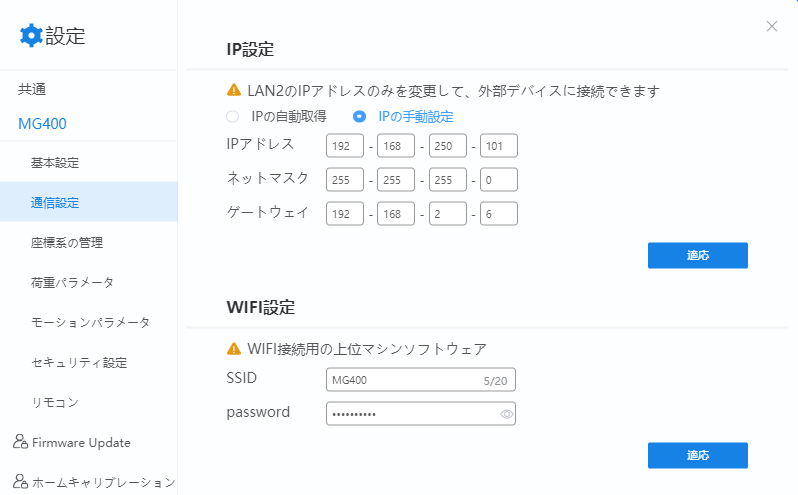 設定
共通
MG400
基本設定
通信設定
座標系の管理
荷重パラメータ
モーションパラメータ
セキュリティ設定
リモコン
Firmware Update
ホームキャリブレーション
IP設定
LAN2のIPアドレスのみを変更して、外部デバイスに接続できます
IPの自動取得 IPの手動設定
IPアドレス 192 - 168 - 250 - 101
ネットマスク 255 - 255 - 255 - 0
ゲートウェイ 192 - 168 - 2 - 6
適応
WIFI設定
WIFI接続用の上位マシンソフトウェア
SSID MG400 5/20
password ••••••••••
適応